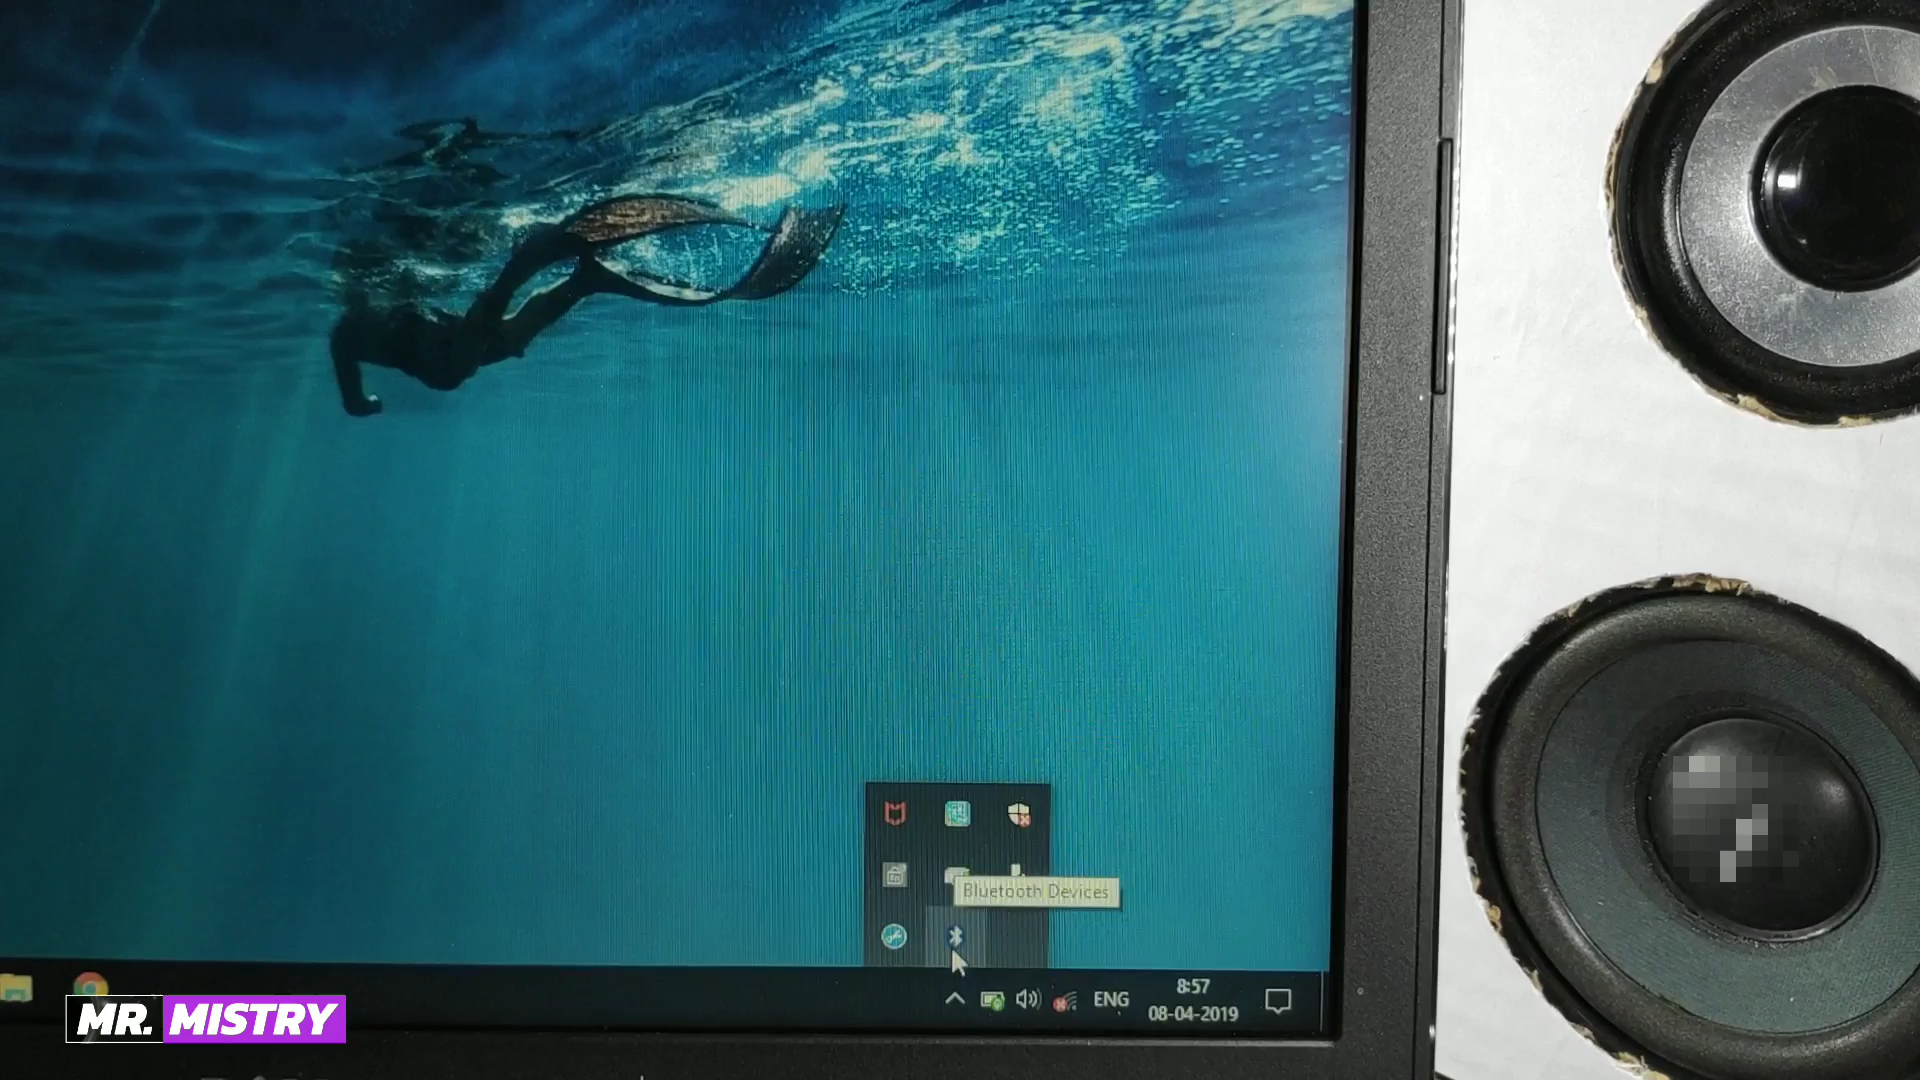 Bluetooth Devices
ENG
8:57
08-04-2019
MR. MISTRY